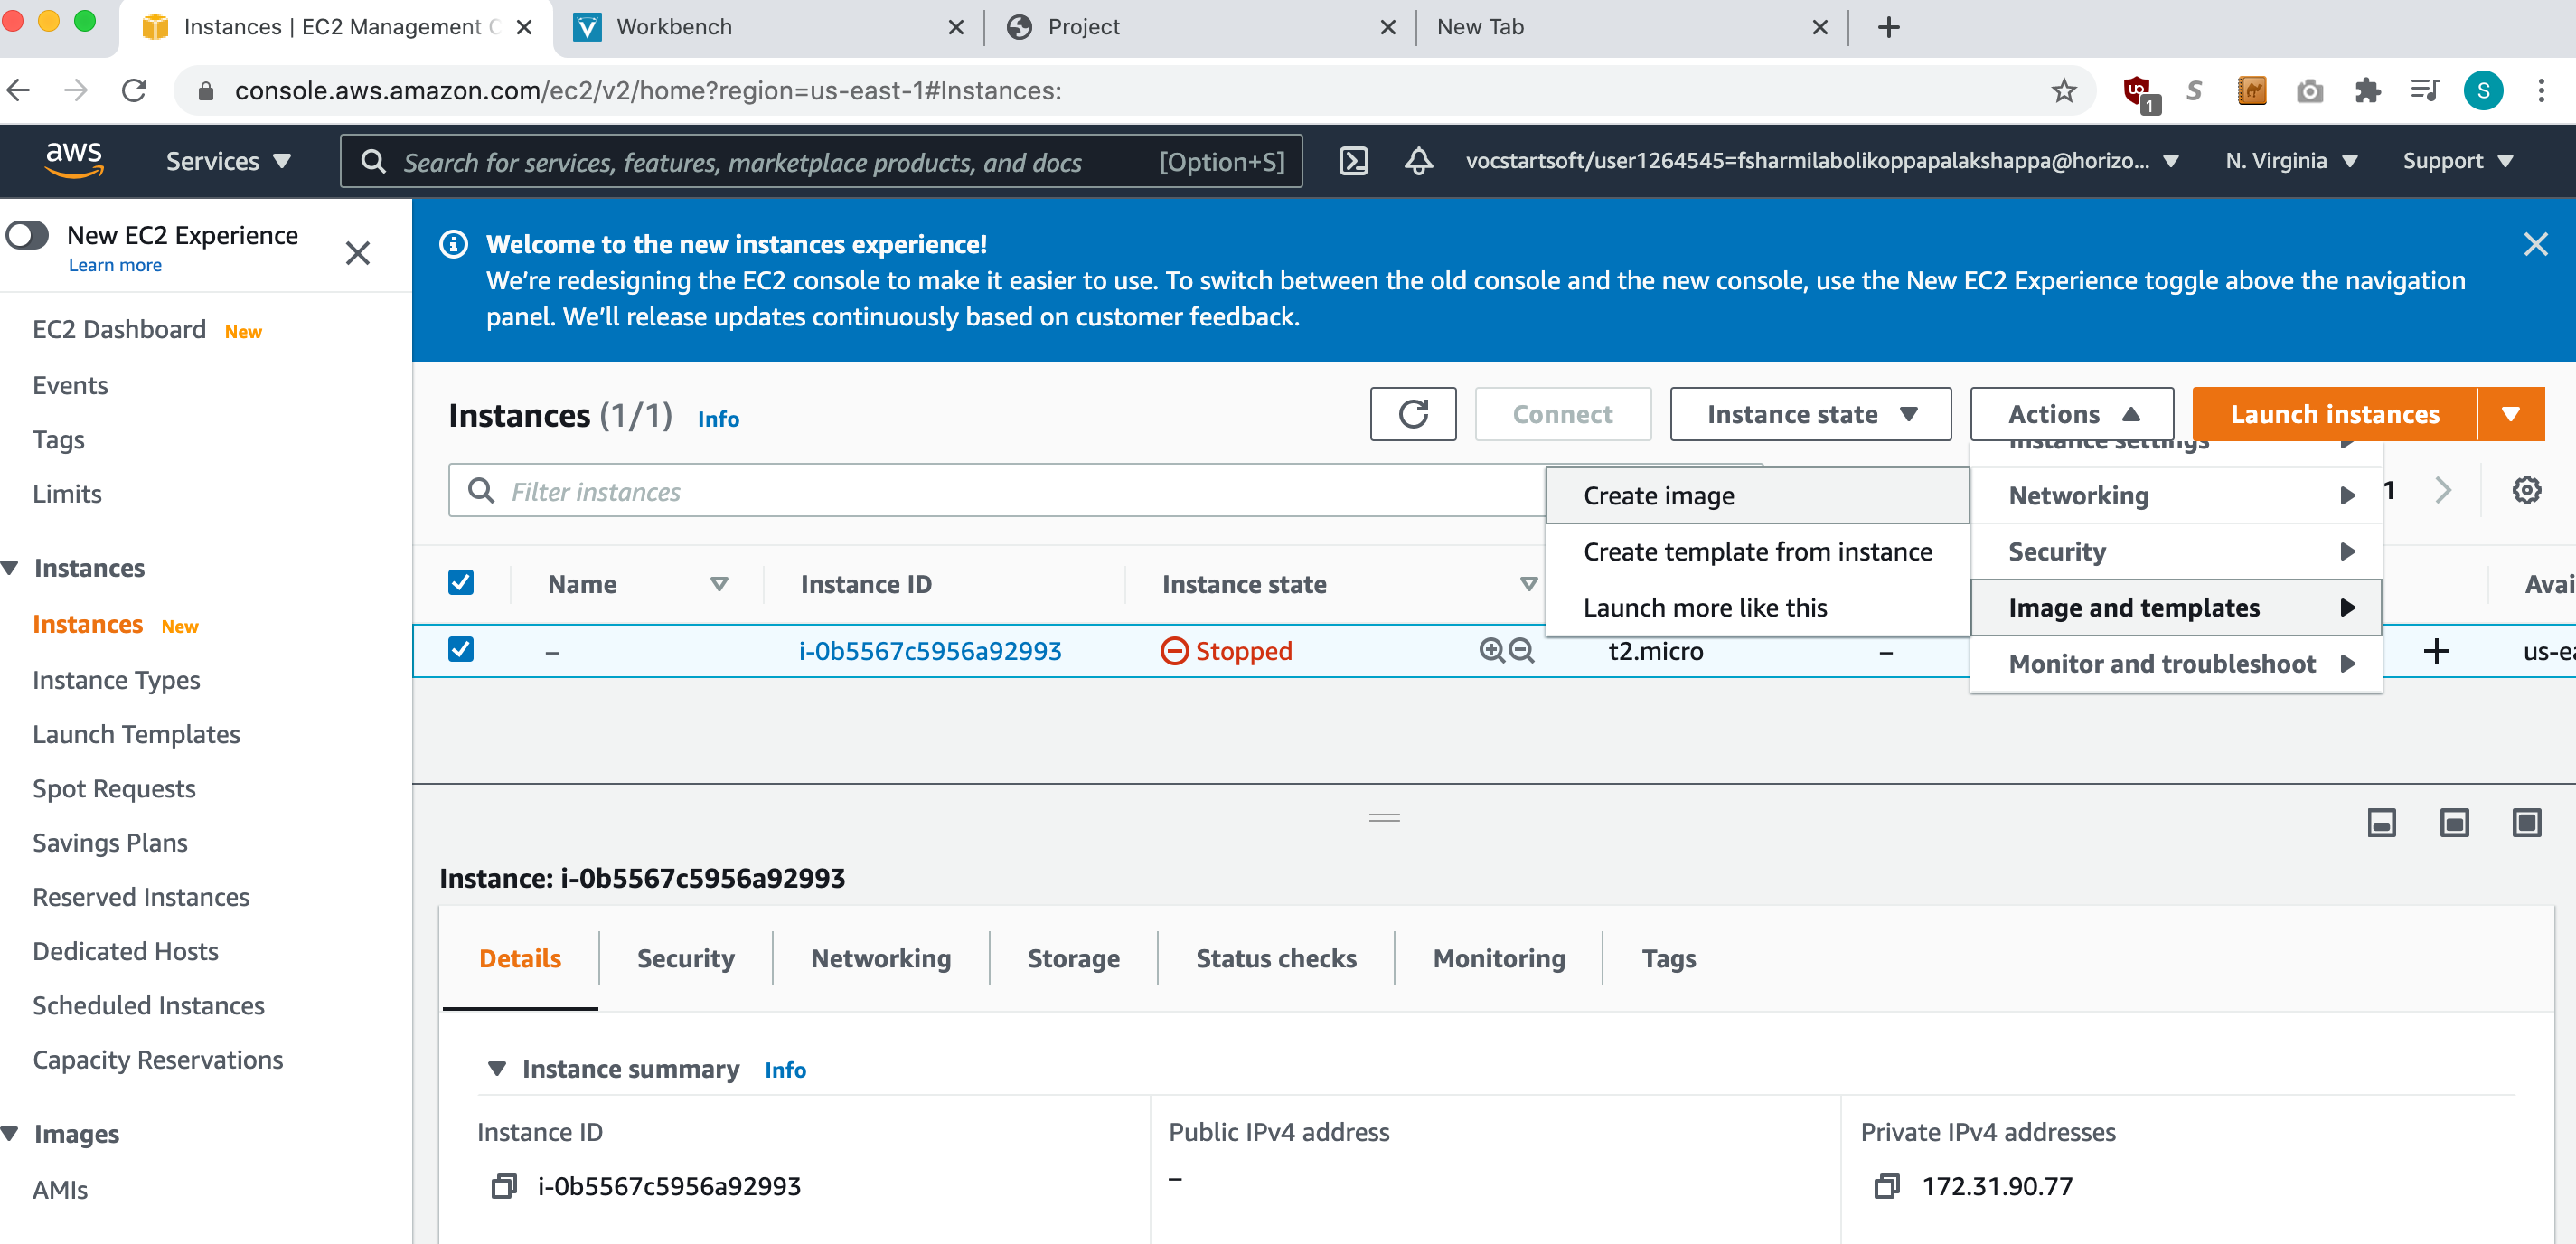 Instances | EC2 Management C
Workbench
Project
New Tab
console.aws.amazon.com/ec2/v2/home?region=us-east-1#Instances:
1
S
S
aws
Services
Search for services, features, marketplace products, and docs
[Option+S]
vocstartsoft/user1264545=fsharmilabolikoppapalakshappa@horizo...
N. Virginia
Support
New EC2 Experience
Learn more
Welcome to the new instances experience!
We’re redesigning the EC2 console to make it easier to use. To switch between the old console and the new console, use the New EC2 Experience toggle above the navigation
panel. We’ll release updates continuously based on customer feedback.
EC2 Dashboard New
Events
Tags
Limits
Instances
Instances New
Instance Types
Launch Templates
Spot Requests
Savings Plans
Reserved Instances
Dedicated Hosts
Scheduled Instances
Capacity Reservations
Images
AMIs
Instances (1/1) Info
Connect
Instance state
Actions
Launch instances
Filter instances
1
Instance settings
Networking
Security
Image and templates
Monitor and troubleshoot
Create image
Create template from instance
Launch more like this
Name
Instance ID
Instance state
Avai
–
i-0b5567c5956a92993
Stopped
t2.micro
–
us-ea
Instance: i-0b5567c5956a92993
Details
Security
Networking
Storage
Status checks
Monitoring
Tags
Instance summary Info
Instance ID
i-0b5567c5956a92993
Public IPv4 address
–
Private IPv4 addresses
172.31.90.77